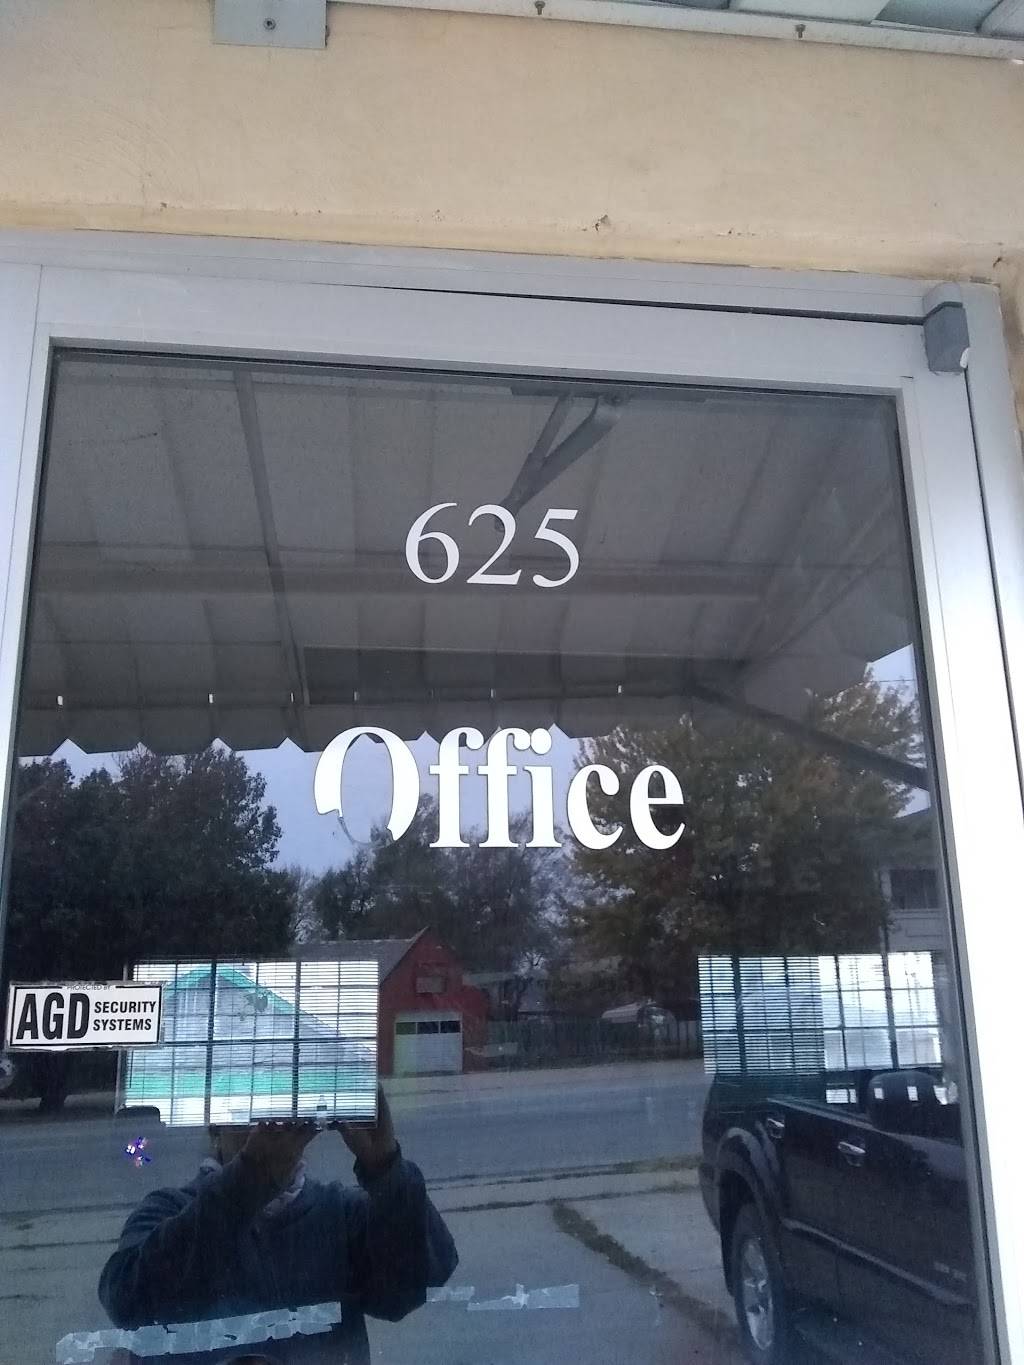 625
Office
PROTECTED BY
AGD SECURITY
SYSTEMS